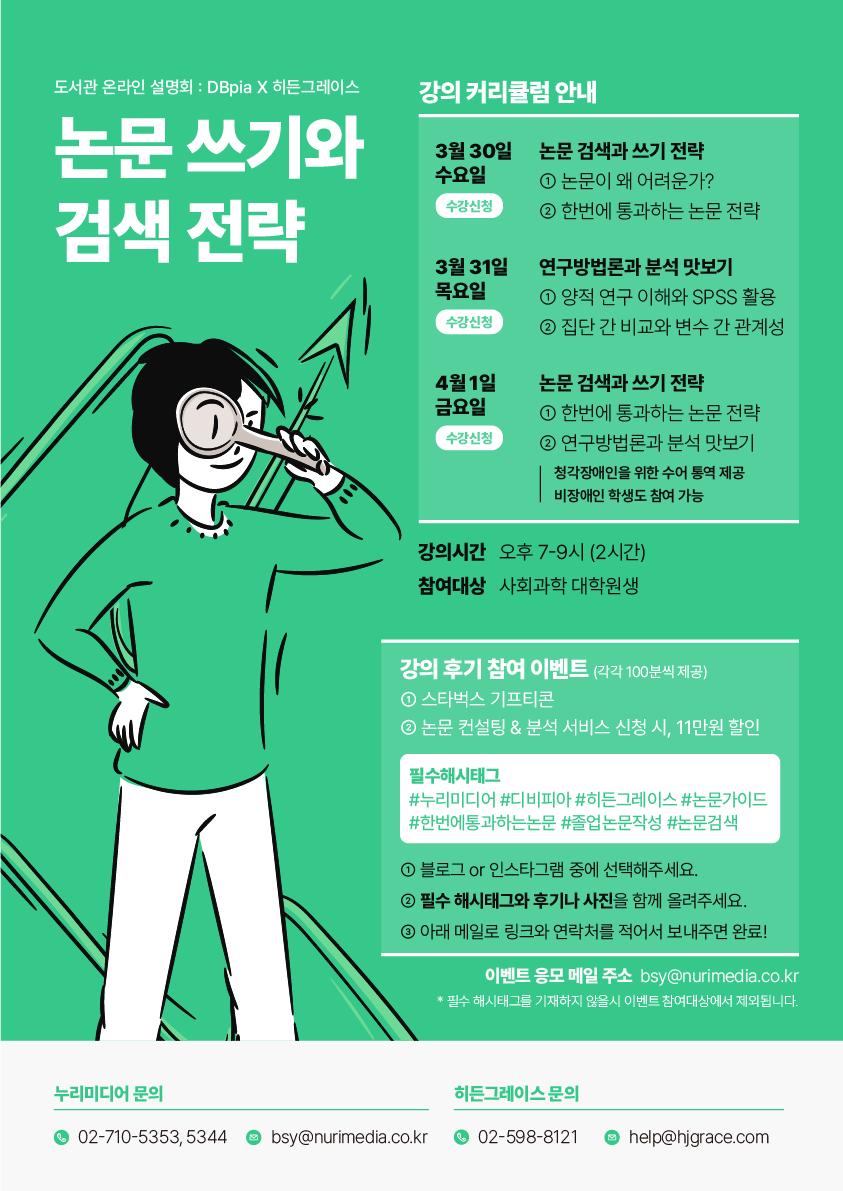 도서관 온라인 설명회 : DBpia X 히든그레이스
논문 쓰기와
검색 전략
강의 커리큘럼 안내
3월 30일
수요일
수강신청
논문 검색과 쓰기 전략
① 논문이 왜 어려운가?
② 한번에 통과하는 논문 전략
3월 31일
목요일
수강신청
연구방법론과 분석 맛보기
① 양적 연구 이해와 SPSS 활용
② 집단 간 비교와 변수 간 관계성
4월 1일
금요일
수강신청
논문 검색과 쓰기 전략
① 한번에 통과하는 논문 전략
② 연구방법론과 분석 맛보기
청각장애인을 위한 수어 통역 제공
비장애인 학생도 참여 가능
강의시간 오후 7-9시 (2시간)
참여대상 사회과학 대학원생
강의 후기 참여 이벤트 (각각 100분씩 제공)
① 스타벅스 기프티콘
② 논문 컨설팅 & 분석 서비스 신청 시, 11만원 할인
필수해시태그
#누리미디어 #디비피아 #히든그레이스 #논문가이드
#한번에통과하는논문 #졸업논문작성 #논문검색
① 블로그 or 인스타그램 중에 선택해주세요.
② 필수 해시태그와 후기나 사진을 함께 올려주세요.
③ 아래 메일로 링크와 연락처를 적어서 보내주면 완료!
이벤트 응모 메일 주소 bsy@nurimedia.co.kr
* 필수 해시태그를 기재하지 않을시 이벤트 참여대상에서 제외됩니다.
누리미디어 문의
02-710-5353, 5344 bsy@nurimedia.co.kr
히든그레이스 문의
02-598-8121 help@hjgrace.com